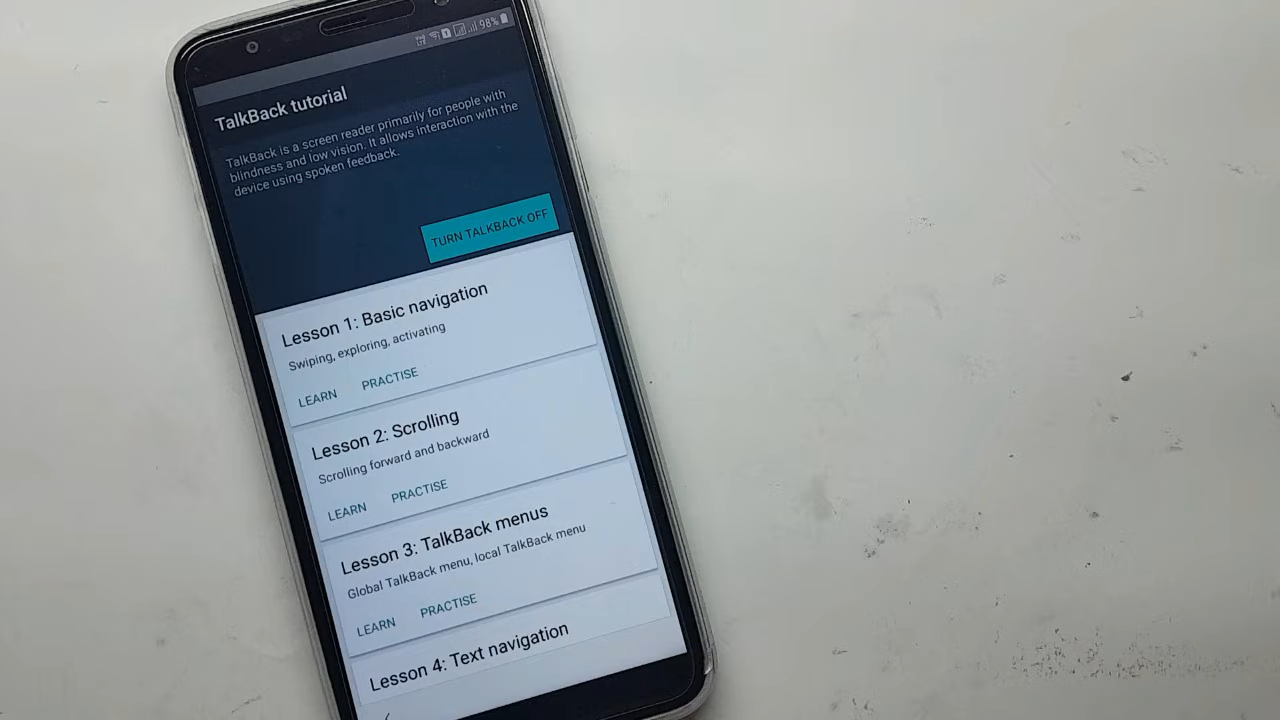 98%
TalkBack tutorial
TalkBack is a screen reader primarily for people with
blindness and low vision. It allows interaction with the
device using spoken feedback.
TURN TALKBACK OFF
Lesson 1: Basic navigation
Swiping, exploring, activating
LEARN PRACTISE
Lesson 2: Scrolling
Scrolling forward and backward
LEARN PRACTISE
Lesson 3: TalkBack menus
Global TalkBack menu, local TalkBack menu
LEARN PRACTISE
Lesson 4: Text navigation